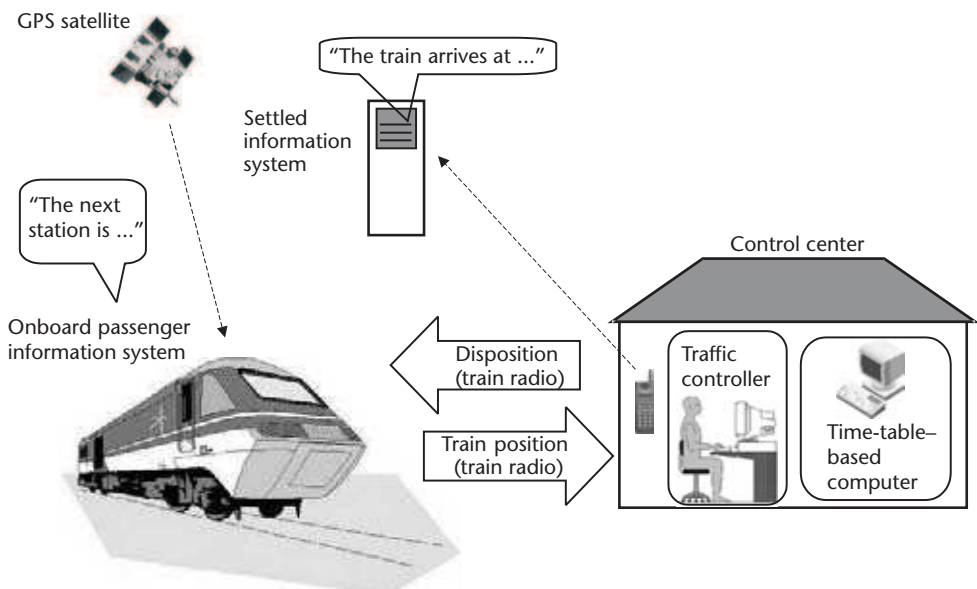 GPS satellite
“The train arrives at ...”
Settled
information
system
“The next
station is ...”
Control center
Onboard passenger
information system
Disposition
(train radio)
Traffic
controller
Train position
(train radio)
Time-table–
based
computer